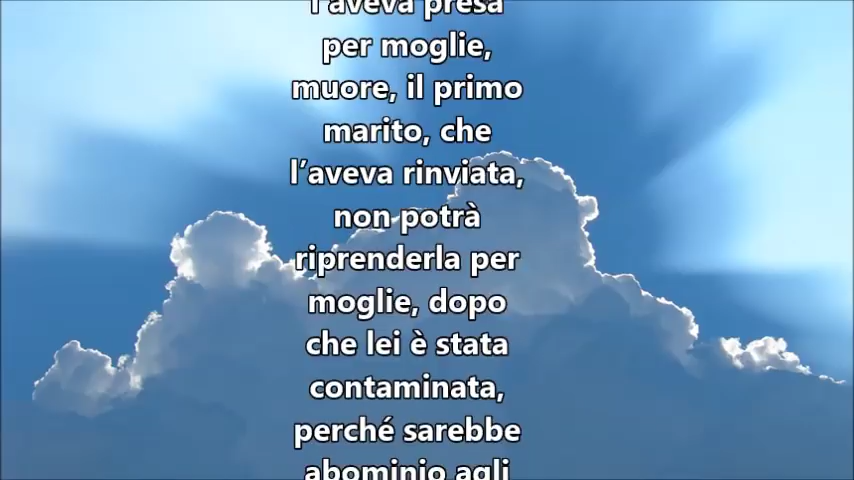 l'aveva presa
per moglie,
muore, il primo
marito, che
l'aveva rinviata,
non potrà
riprenderla per
moglie, dopo
che lei è stata
contaminata,
perché sarebbe
abominio agli